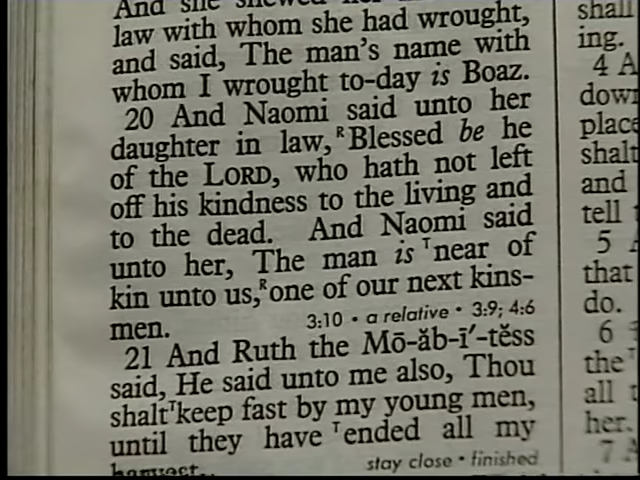 And she
law with whom she had wrought,
and said, The man's name with
whom I wrought to-day is Boaz.
20 And Naomi said unto her
daughter in law, ᴿBlessed be he
of the LORD, who hath not left
off his kindness to the living and
to the dead. And Naomi said
unto her, The man is ᵀnear of
kin unto us,ᴿone of our next kins-
men. 3:10 • a relative • 3:9; 4:6
21 And Ruth the Mō-ăb-ī′-tĕss
said, He said unto me also, Thou
shaltᵀkeep fast by my young men,
until they have ᵀended all my
harvest. stay close • finished
shall
ing.
4 A
down
place
shalt
and
tell
5
that
do.
6
the
all
her.
7